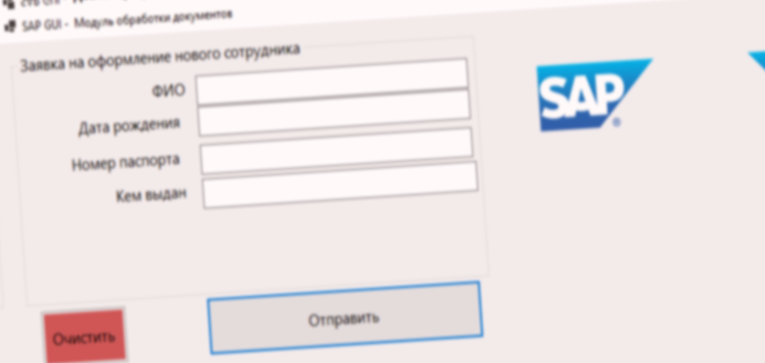 SAP GUI - Модуль обработки документов
Заявка на оформление нового сотрудника
ФИО
Дата рождения
Номер паспорта
Кем выдан
Очистить
Отправить
SAP
®